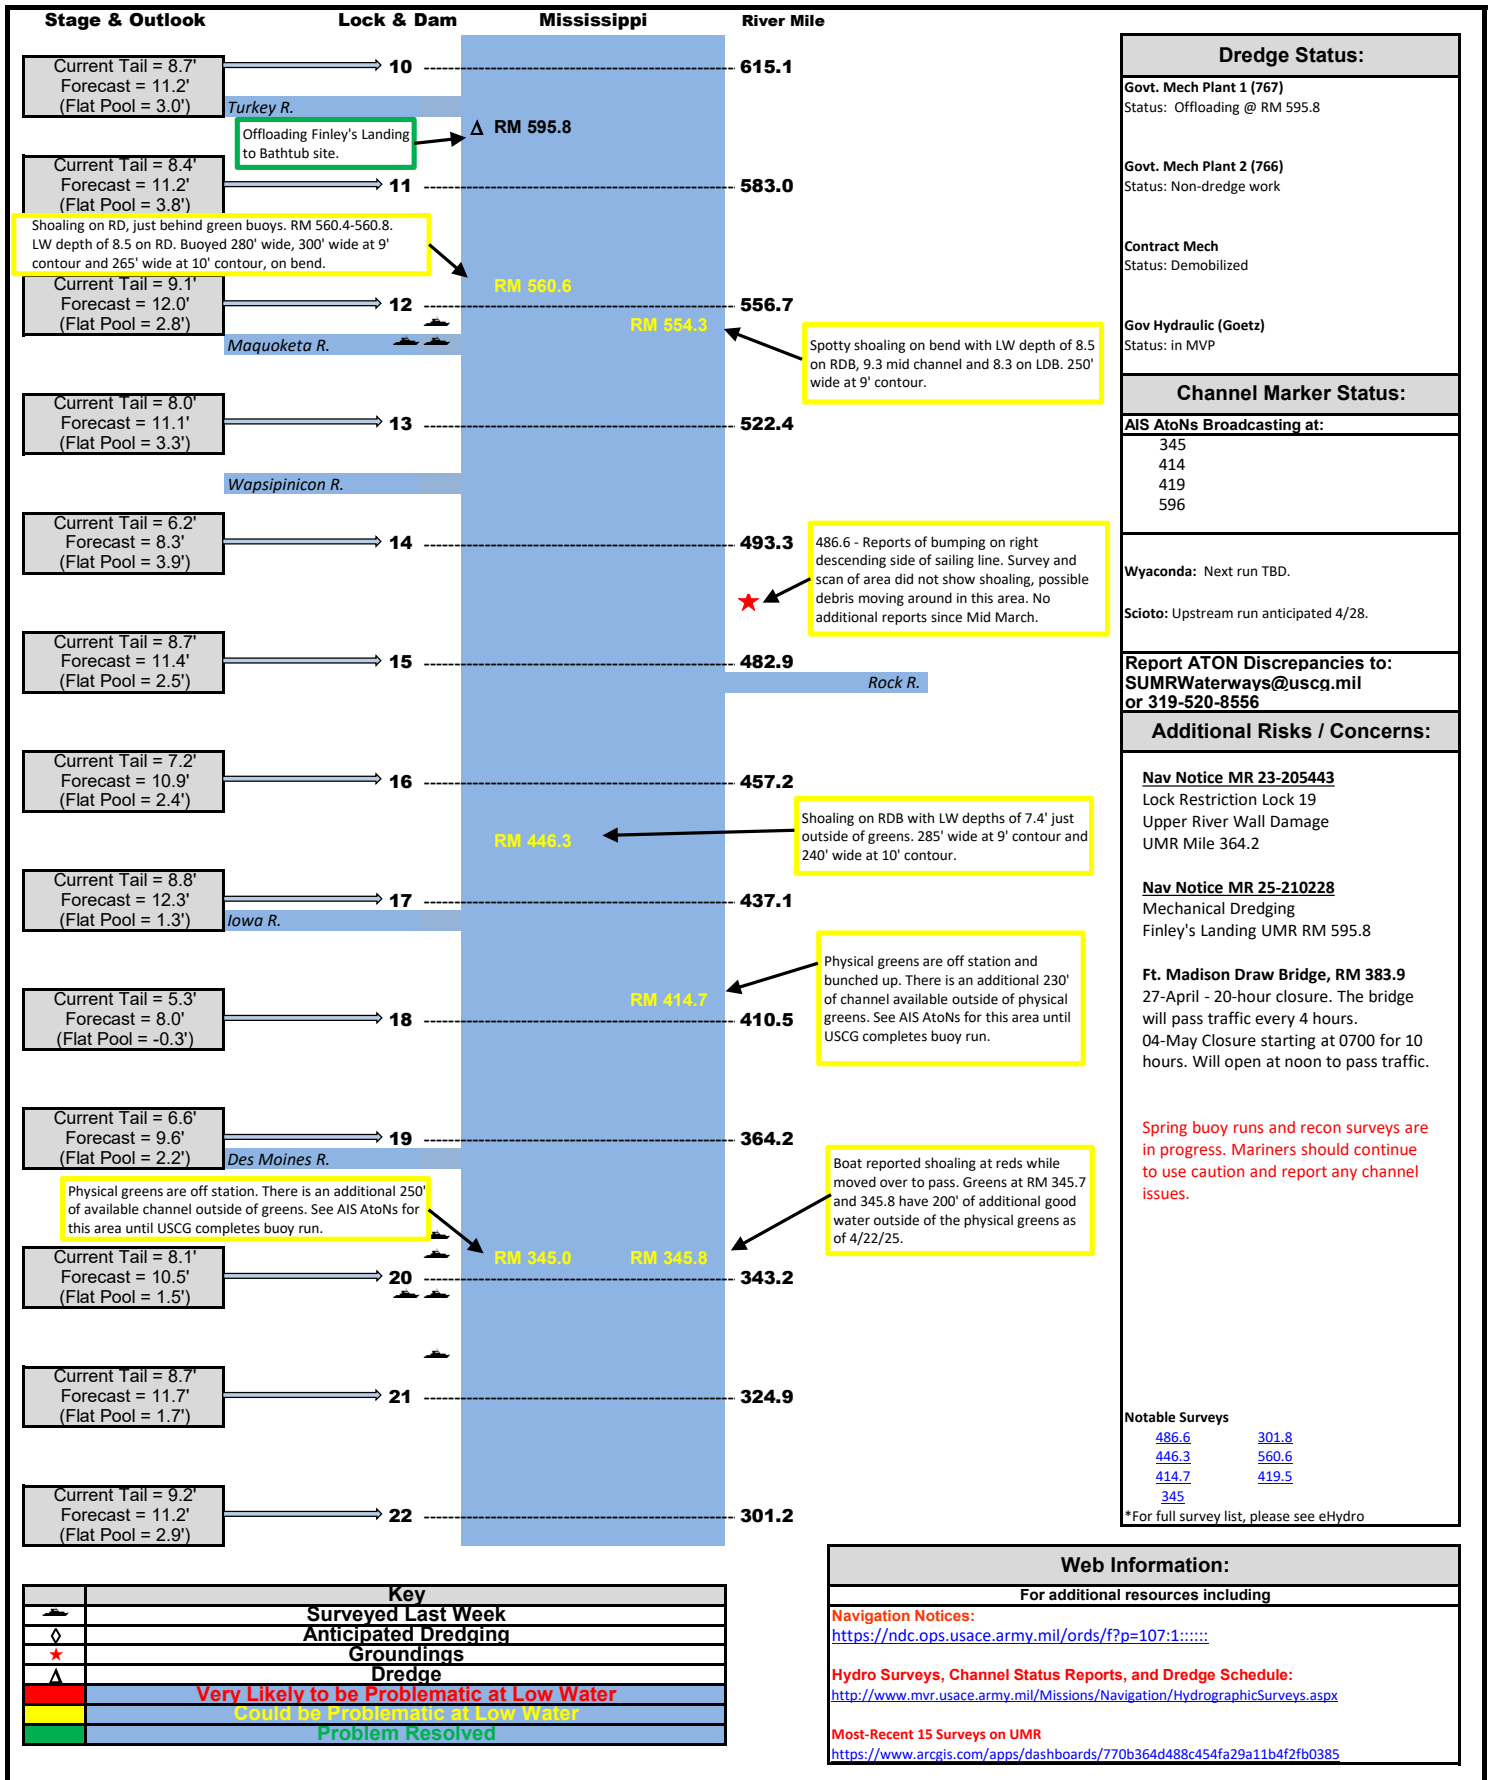 Stage & Outlook
Lock & Dam
Mississippi
River Mile
Current Tail = 8.7'
Forecast = 11.2'
(Flat Pool = 3.0')
10
615.1
Turkey R.
Offloading Finley's Landing
to Bathtub site.
Δ RM 595.8
Current Tail = 8.4'
Forecast = 11.2'
(Flat Pool = 3.8')
11
583.0
Shoaling on RD, just behind green buoys. RM 560.4-560.8.
LW depth of 8.5 on RD. Buoyed 280' wide, 300' wide at 9'
contour and 265' wide at 10' contour, on bend.
RM 560.6
Current Tail = 9.1'
Forecast = 12.0'
(Flat Pool = 2.8')
12
556.7
RM 554.3
Maquoketa R.
Spotty shoaling on bend with LW depth of 8.5
on RDB, 9.3 mid channel and 8.3 on LDB. 250'
wide at 9' contour.
Current Tail = 8.0'
Forecast = 11.1'
(Flat Pool = 3.3')
13
522.4
Wapsipinicon R.
Current Tail = 6.2'
Forecast = 8.3'
(Flat Pool = 3.9')
14
493.3
486.6 - Reports of bumping on right
descending side of sailing line. Survey and
scan of area did not show shoaling, possible
debris moving around in this area. No
additional reports since Mid March.
Current Tail = 8.7'
Forecast = 11.4'
(Flat Pool = 2.5')
15
482.9
Rock R.
Current Tail = 7.2'
Forecast = 10.9'
(Flat Pool = 2.4')
16
457.2
RM 446.3
Shoaling on RDB with LW depths of 7.4' just
outside of greens. 285' wide at 9' contour and
240' wide at 10' contour.
Current Tail = 8.8'
Forecast = 12.3'
(Flat Pool = 1.3')
17
437.1
Iowa R.
Physical greens are off station and
bunched up. There is an additional 230'
of channel available outside of physical
greens. See AIS AtoNs for this area until
USCG completes buoy run.
RM 414.7
Current Tail = 5.3'
Forecast = 8.0'
(Flat Pool = -0.3')
18
410.5
Current Tail = 6.6'
Forecast = 9.6'
(Flat Pool = 2.2')
19
364.2
Des Moines R.
Physical greens are off station. There is an additional 250'
of available channel outside of greens. See AIS AtoNs for
this area until USCG completes buoy run.
Boat reported shoaling at reds while
moved over to pass. Greens at RM 345.7
and 345.8 have 200' of additional good
water outside of the physical greens as
of 4/22/25.
RM 345.0
RM 345.8
Current Tail = 8.1'
Forecast = 10.5'
(Flat Pool = 1.5')
20
343.2
Current Tail = 8.7'
Forecast = 11.7'
(Flat Pool = 1.7')
21
324.9
Current Tail = 9.2'
Forecast = 11.2'
(Flat Pool = 2.9')
22
301.2
Key
Surveyed Last Week
◊ Anticipated Dredging
★ Groundings
Δ Dredge
Very Likely to be Problematic at Low Water
Could be Problematic at Low Water
Problem Resolved
Dredge Status:
Govt. Mech Plant 1 (767)
Status: Offloading @ RM 595.8
Govt. Mech Plant 2 (766)
Status: Non-dredge work
Contract Mech
Status: Demobilized
Gov Hydraulic (Goetz)
Status: in MVP
Channel Marker Status:
AIS AtoNs Broadcasting at:
345
414
419
596
Wyaconda: Next run TBD.
Scioto: Upstream run anticipated 4/28.
Report ATON Discrepancies to:
SUMRWaterways@uscg.mil
or 319-520-8556
Additional Risks / Concerns:
Nav Notice MR 23-205443
Lock Restriction Lock 19
Upper River Wall Damage
UMR Mile 364.2
Nav Notice MR 25-210228
Mechanical Dredging
Finley's Landing UMR RM 595.8
Ft. Madison Draw Bridge, RM 383.9
27-April - 20-hour closure. The bridge
will pass traffic every 4 hours.
04-May Closure starting at 0700 for 10
hours. Will open at noon to pass traffic.
Spring buoy runs and recon surveys are
in progress. Mariners should continue
to use caution and report any channel
issues.
Notable Surveys
486.6 301.8
446.3 560.6
414.7 419.5
345
*For full survey list, please see eHydro
Web Information:
For additional resources including
Navigation Notices:
https://ndc.ops.usace.army.mil/ords/f?p=107:1::::::
Hydro Surveys, Channel Status Reports, and Dredge Schedule:
http://www.mvr.usace.army.mil/Missions/Navigation/HydrographicSurveys.aspx
Most-Recent 15 Surveys on UMR
https://www.arcgis.com/apps/dashboards/770b364d488c454fa29a11b4f2fb0385